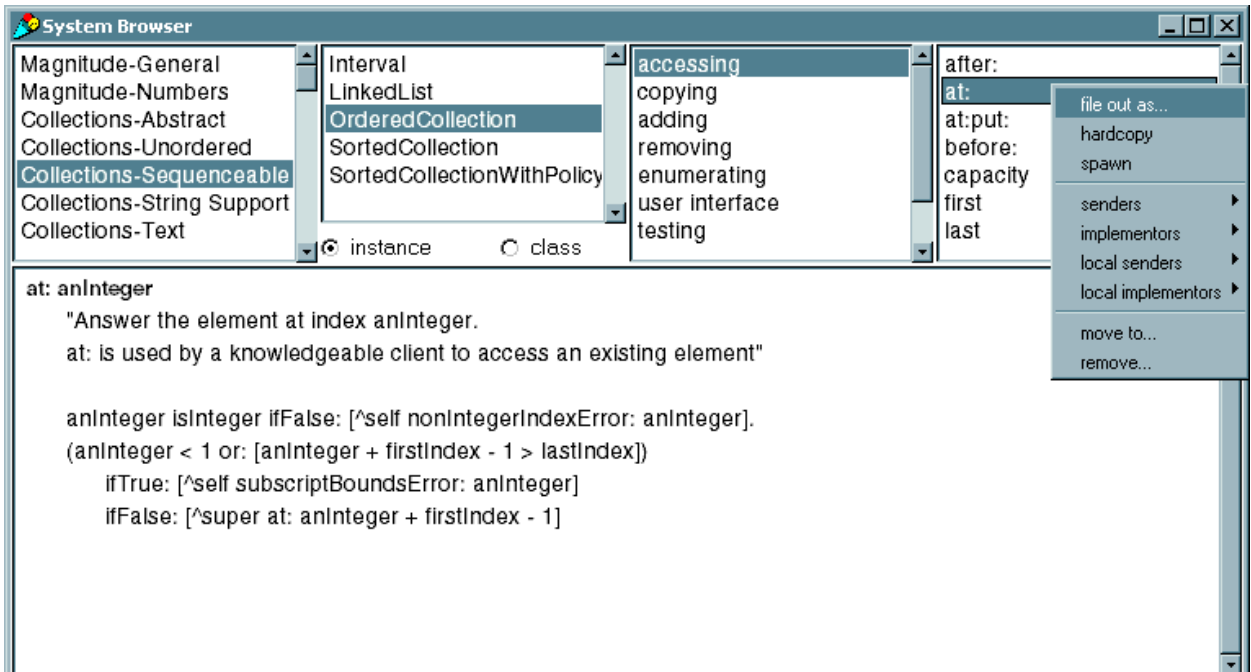 System Browser
Magnitude-General
Magnitude-Numbers
Collections-Abstract
Collections-Unordered
Collections-Sequenceable
Collections-String Support
Collections-Text
Interval
LinkedList
OrderedCollection
SortedCollection
SortedCollectionWithPolicy
instance class
accessing
copying
adding
removing
enumerating
user interface
testing
after:
at:
at:put:
before:
capacity
first
last
file out as...
hardcopy
spawn
senders
implementors
local senders
local implementors
move to...
remove...
at: anInteger
"Answer the element at index anInteger.
at: is used by a knowledgeable client to access an existing element"
anInteger isInteger ifFalse: [^self nonIntegerIndexError: anInteger].
(anInteger < 1 or: [anInteger + firstIndex - 1 > lastIndex])
ifTrue: [^self subscriptBoundsError: anInteger]
ifFalse: [^super at: anInteger + firstIndex - 1]